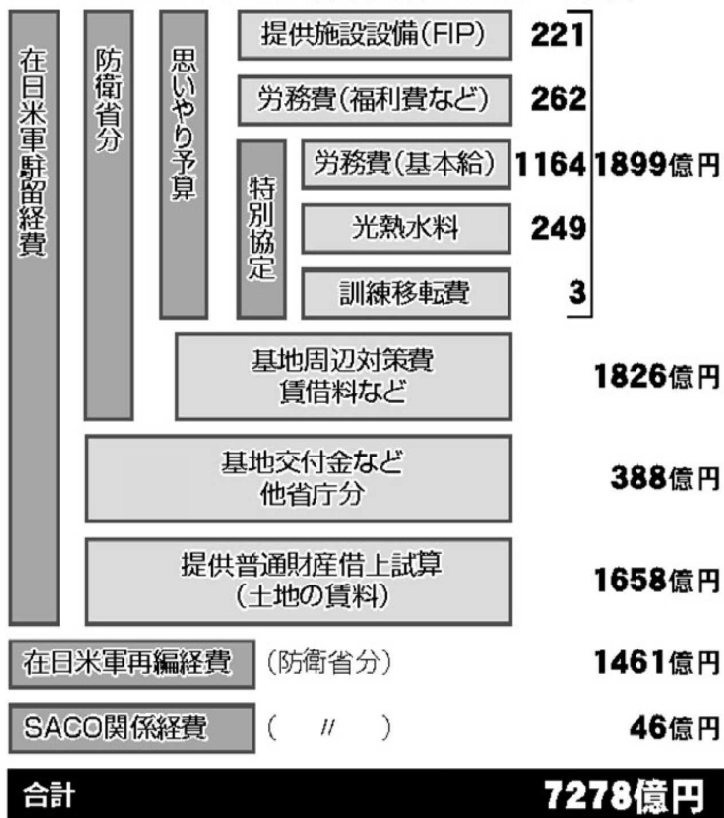 在日米軍駐留経費
防衛省分
思いやり予算
提供施設設備(FIP) 221
労務費(福利費など) 262
特別協定
労務費(基本給) 1164
1899億円
光熱水料 249
訓練移転費 3
基地周辺対策費
賃借料など
1826億円
基地交付金など
他省庁分
388億円
提供普通財産借上試算
(土地の賃料)
1658億円
在日米軍再編経費 (防衛省分) 1461億円
SACO関係経費 ( 〃 ) 46億円
合計 7278億円